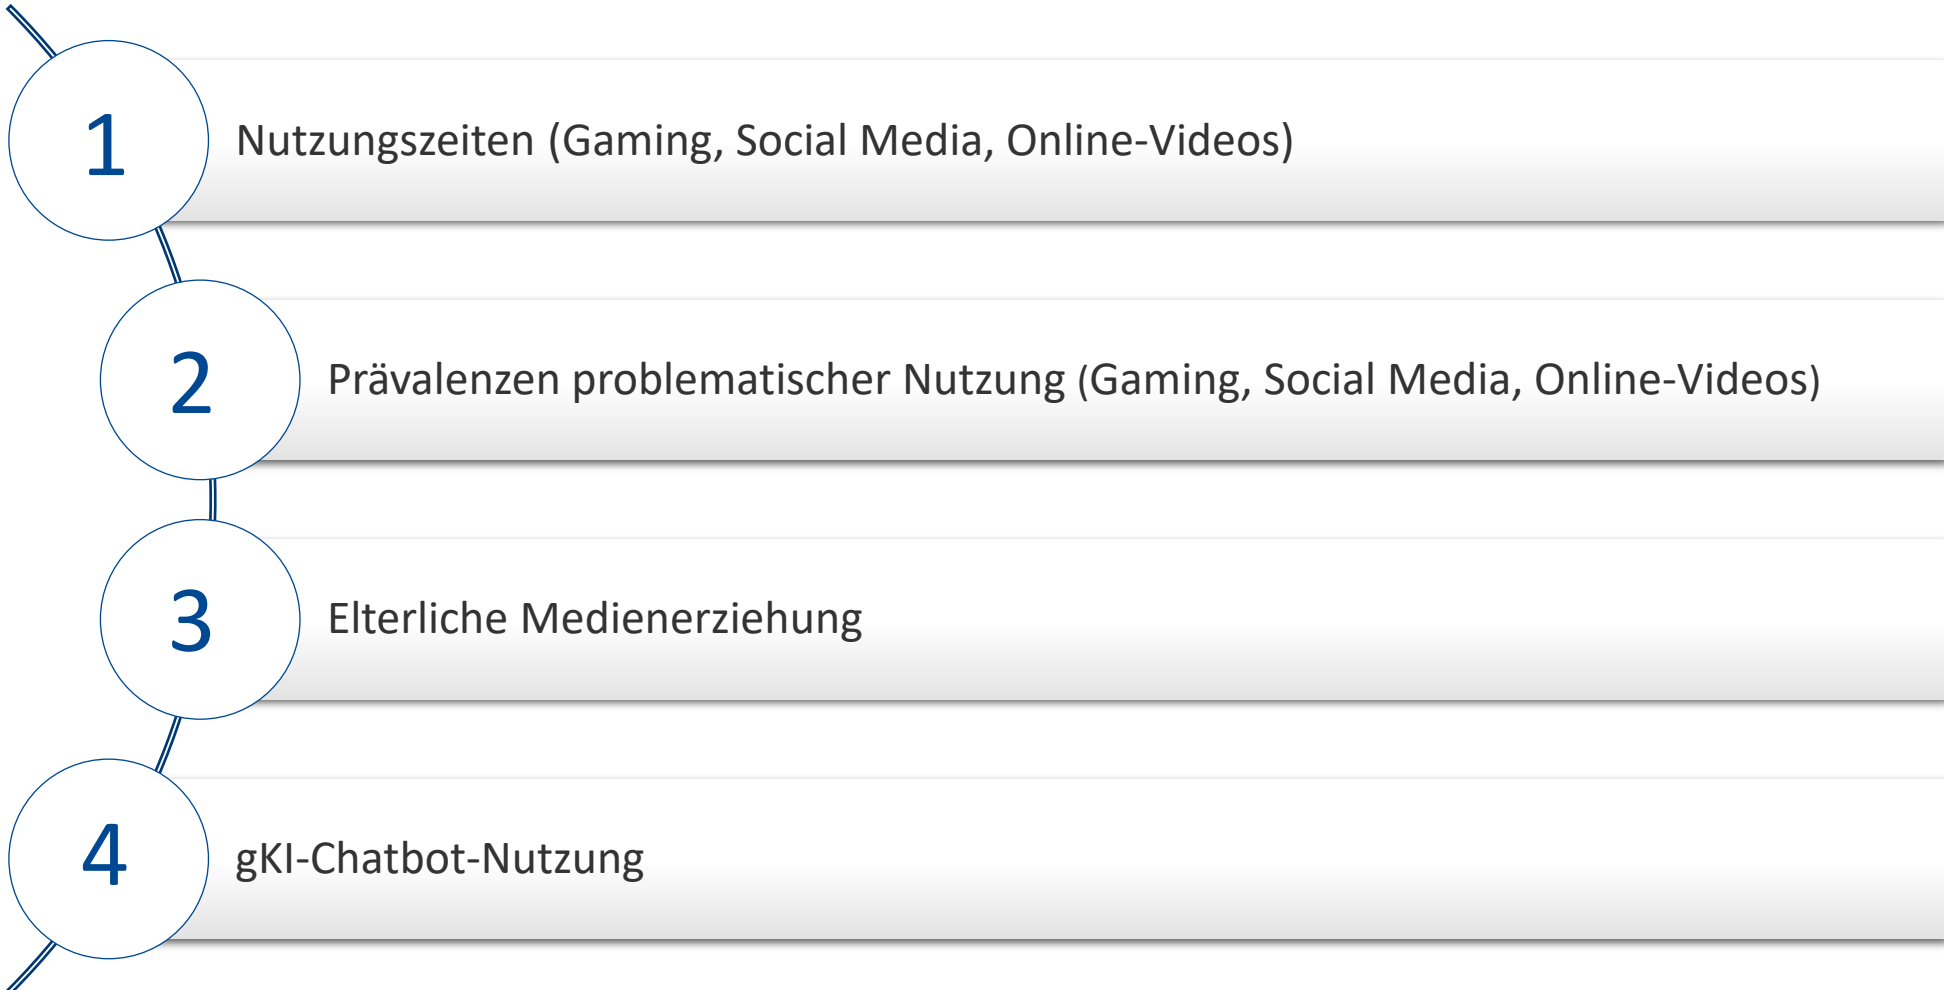 1
Nutzungszeiten (Gaming, Social Media, Online-Videos)
2
Prävalenzen problematischer Nutzung (Gaming, Social Media, Online-Videos)
3
Elterliche Medienerziehung
4
gKI-Chatbot-Nutzung